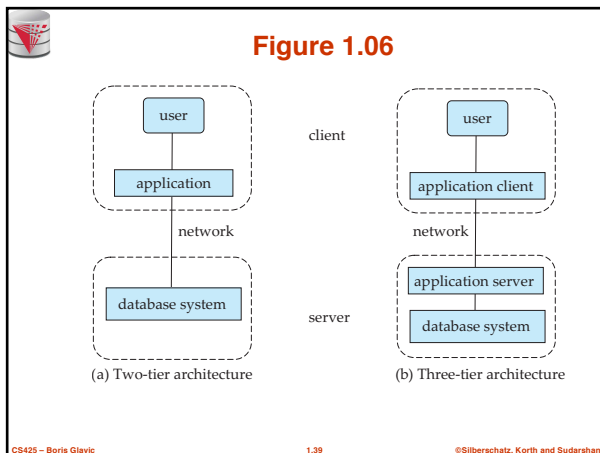 Figure 1.06
user
application
network
database system
(a) Two-tier architecture
client
server
user
application client
network
application server
database system
(b) Three-tier architecture
CS425 – Boris Glavic
1.39
©Silberschatz, Korth and Sudarshan